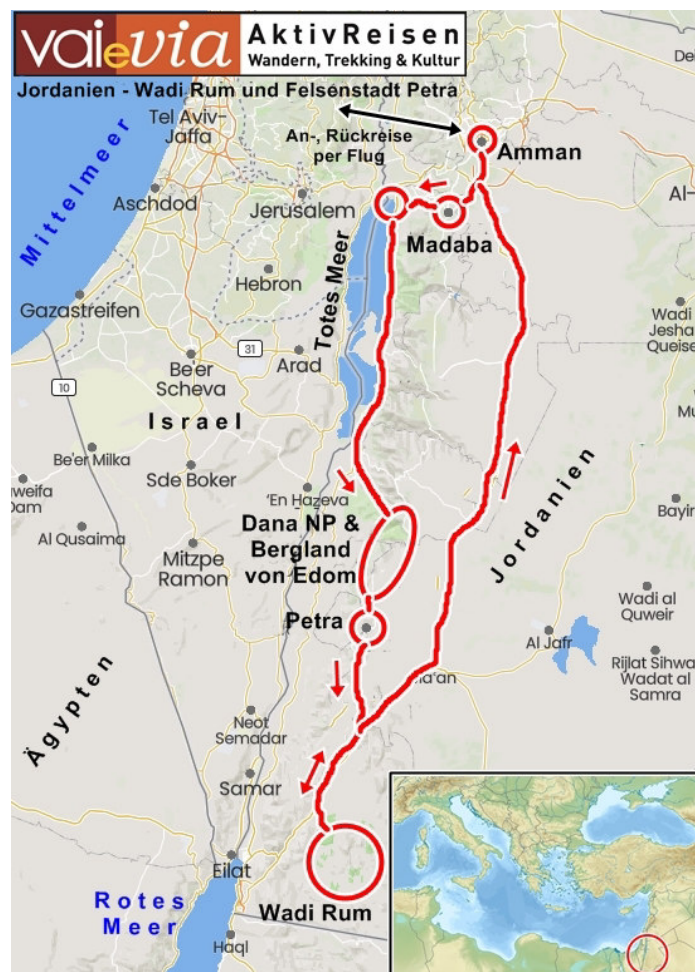 vai e via AktivReisen
Wandern, Trekking & Kultur
Jordanien - Wadi Rum und Felsenstadt Petra
Tel Aviv-
Jaffa
An-, Rückreise
per Flug
Amman
Mittelmeer
Aschdod
Jerusalem
Al-
Madaba
Totes Meer
Hebron
Gazastreifen
Wadi
Jesha
Queise
31
Be'er
Scheva
Arad
10
Israel
Be'er Milka
Sde Boker
'En Hazeva
Jordanien
Bayir
Al Qusaima
Dana NP &
Bergland
von Edom
Mitzpe
Ramon
Wadi al
Quweir
Petra
Al Jafr
Rijlat Sihwa
Wadat al
Samra
Ägypten
Neot
Semadar
Samar
Eilat
Rotes
Meer
Wadi Rum
Haql